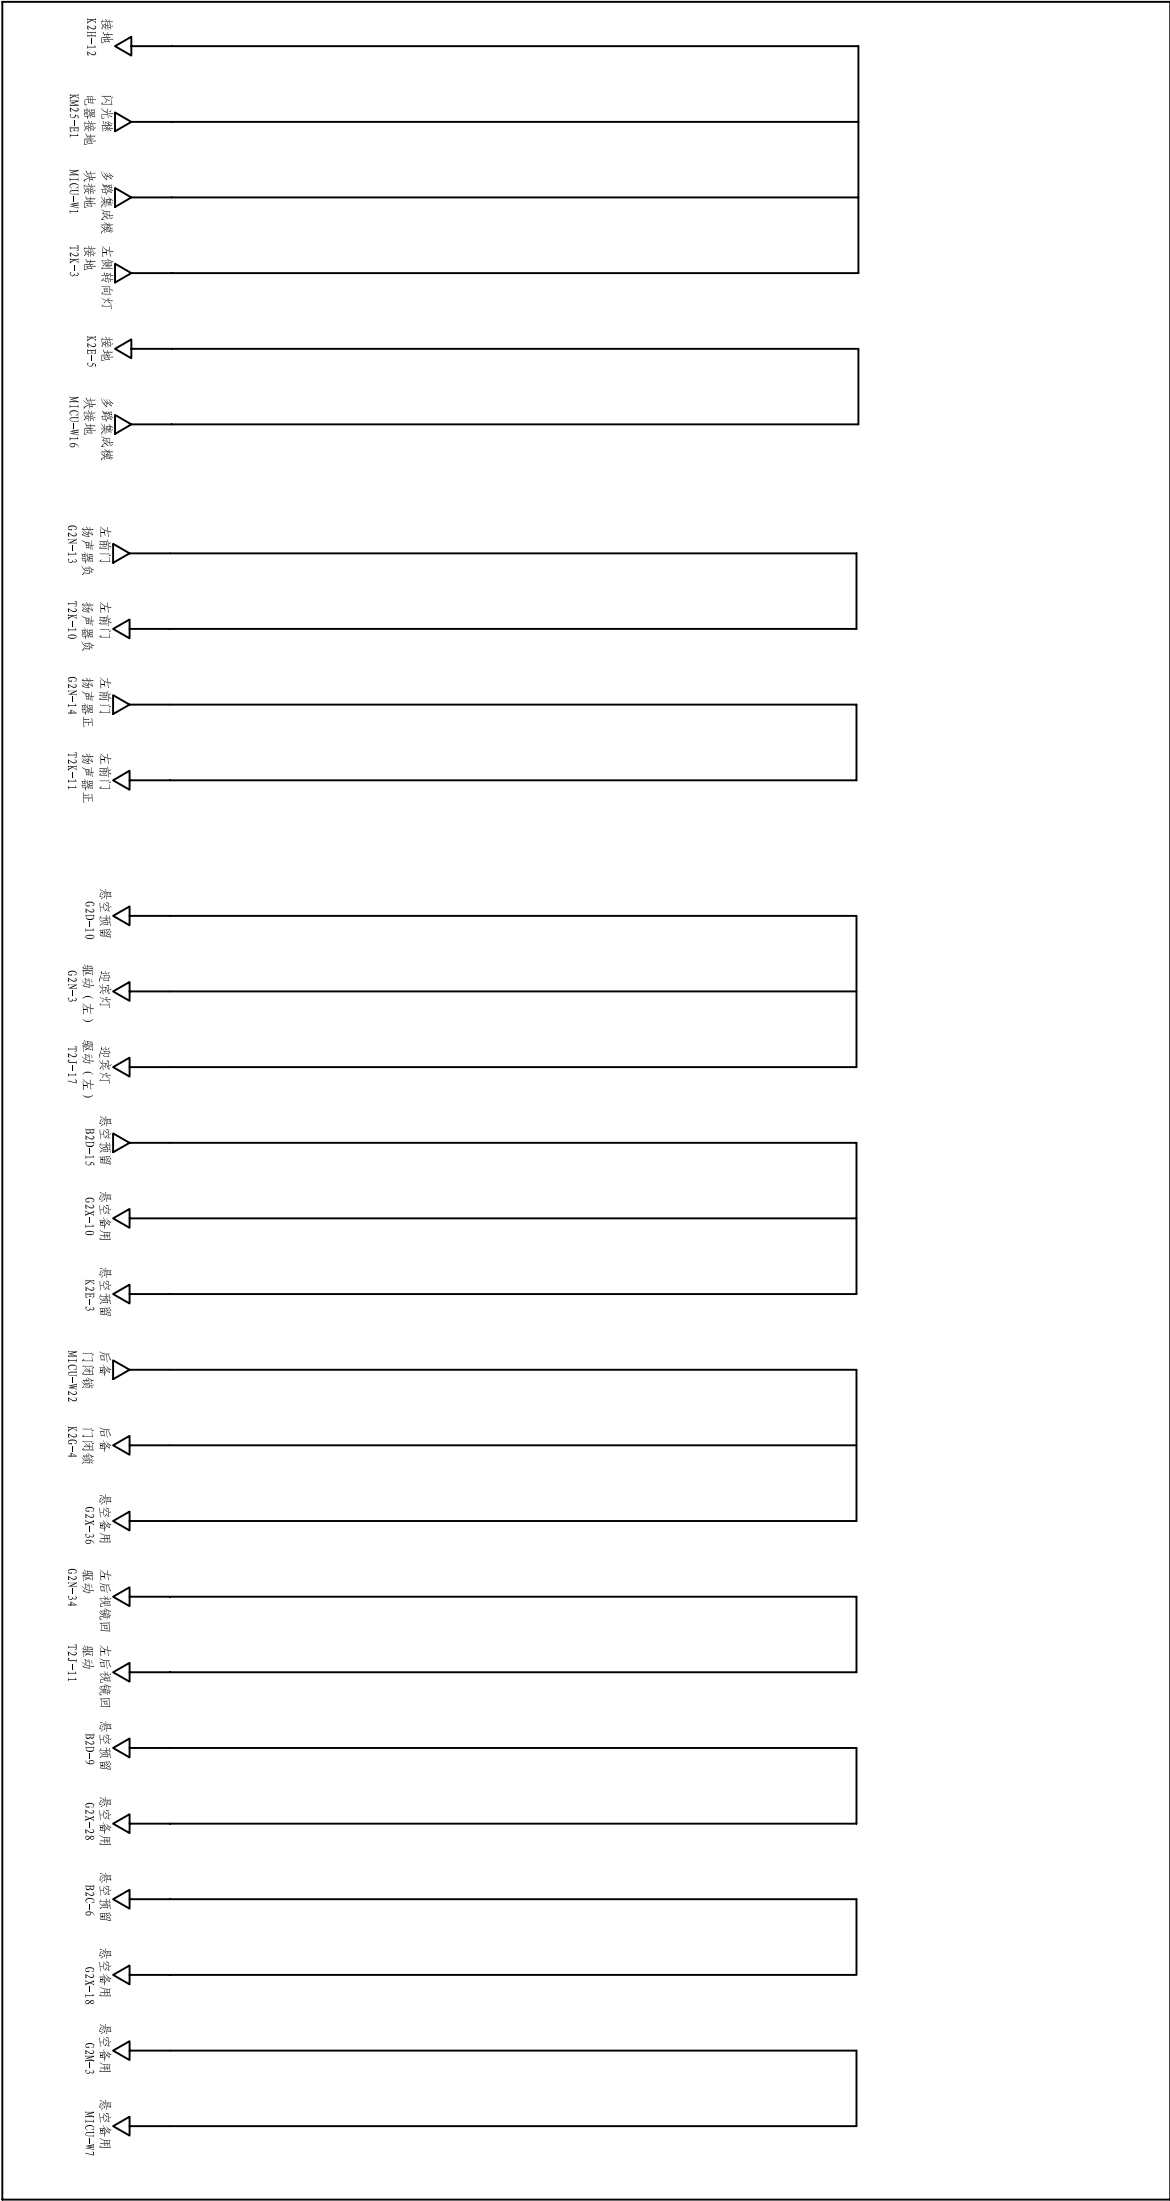 接地
K2H-12
闪光继
电器接地
KM25-E1
多路集成模
块接地
MICU-W1
左侧转向灯
接地
T2K-3
接地
K2E-5
多路集成模
块接地
MICU-W16
左前门
扬声器负
G2N-13
左前门
扬声器负
T2K-10
左前门
扬声器正
G2N-14
左前门
扬声器正
T2K-11
悬空预留
G2D-10
迎宾灯
驱动（左）
G2N-3
迎宾灯
驱动（左）
T2J-17
悬空预留
B2D-15
悬空备用
G2X-10
悬空预留
K2E-3
后备
门闭锁
MICU-W22
后备
门闭锁
K2G-4
悬空备用
G2X-36
左后视镜回
驱动
G2N-34
左后视镜回
驱动
T2J-11
悬空预留
B2D-9
悬空备用
G2X-28
悬空预留
B2C-6
悬空备用
G2X-18
悬空备用
G2M-3
悬空备用
MICU-W7